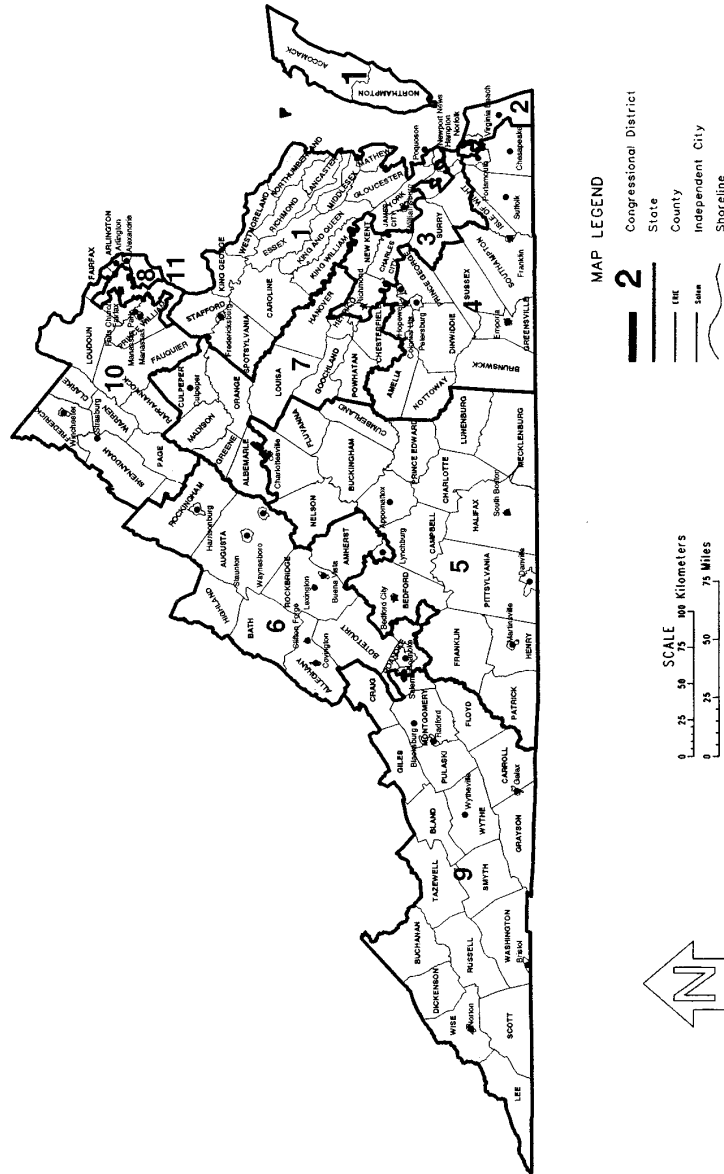 ACCOMACK
NORTHAMPTON
1
FAIRFAX
ARLINGTON
Arlington
Alexandria
8
11
LOUDOUN
Falls Church
Fairfax
Manassas Park
Manassas
PRINCE WILLIAM
FAUQUIER
10
CLARKE
FREDERICK
Winchester
Strasburg
WARREN
RAPPAHANNOCK
SHENANDOAH
PAGE
CULPEPER
Culpeper
MADISON
ORANGE
GREENE
STAFFORD
KING GEORGE
Fredericksburg
SPOTSYLVANIA
CAROLINE
WESTMORELAND
NORTHUMBERLAND
RICHMOND
LANCASTER
ESSEX
MIDDLESEX
KING AND QUEEN
MATHEWS
KING WILLIAM
GLOUCESTER
1
ROCKINGHAM
Harrisonburg
AUGUSTA
Staunton
Waynesboro
HIGHLAND
BATH
ROCKBRIDGE
Lexington
Buena Vista
6
ALLEGHANY
Clifton Forge
Covington
BOTETOURT
AMHERST
ALBEMARLE
Charlottesville
LOUISA
HANOVER
7
GOOCHLAND
HENRICO
Richmond
POWHATAN
CHESTERFIELD
NEW KENT
CHARLES CITY
JAMES CITY
YORK
Williamsburg
Poquoson
Newport News
Hampton
Norfolk
Virginia Beach
2
Chesapeake
Portsmouth
Suffolk
ISLE OF WIGHT
SURRY
3
PRINCE GEORGE
Hopewell
Colonial Hts
Petersburg
AMELIA
DINWIDDIE
SUSSEX
4
SOUTHAMPTON
Franklin
NOTTOWAY
Emporia
GREENSVILLE
BRUNSWICK
FLUVANNA
CUMBERLAND
BUCKINGHAM
NELSON
PRINCE EDWARD
Appomattox
Lynchburg
CAMPBELL
CHARLOTTE
LUNENBURG
MECKLENBURG
HALIFAX
South Boston
Bedford City
BEDFORD
5
PITTSYLVANIA
Danville
FRANKLIN
Martinsville
HENRY
PATRICK
ROANOKE
Roanoke
Salem
CRAIG
GILES
Blacksburg
MONTGOMERY
Radford
FLOYD
PULASKI
BLAND
Wytheville
WYTHE
CARROLL
Galax
GRAYSON
TAZEWELL
9
SMYTH
BUCHANAN
RUSSELL
WASHINGTON
Bristol
DICKENSON
WISE
Norton
SCOTT
LEE
MAP LEGEND
2 Congressional District
State
ERIE County
Salem Independent City
Shoreline
SCALE
0 25 50 75 100 Kilometers
0 25 50 75 Miles
N